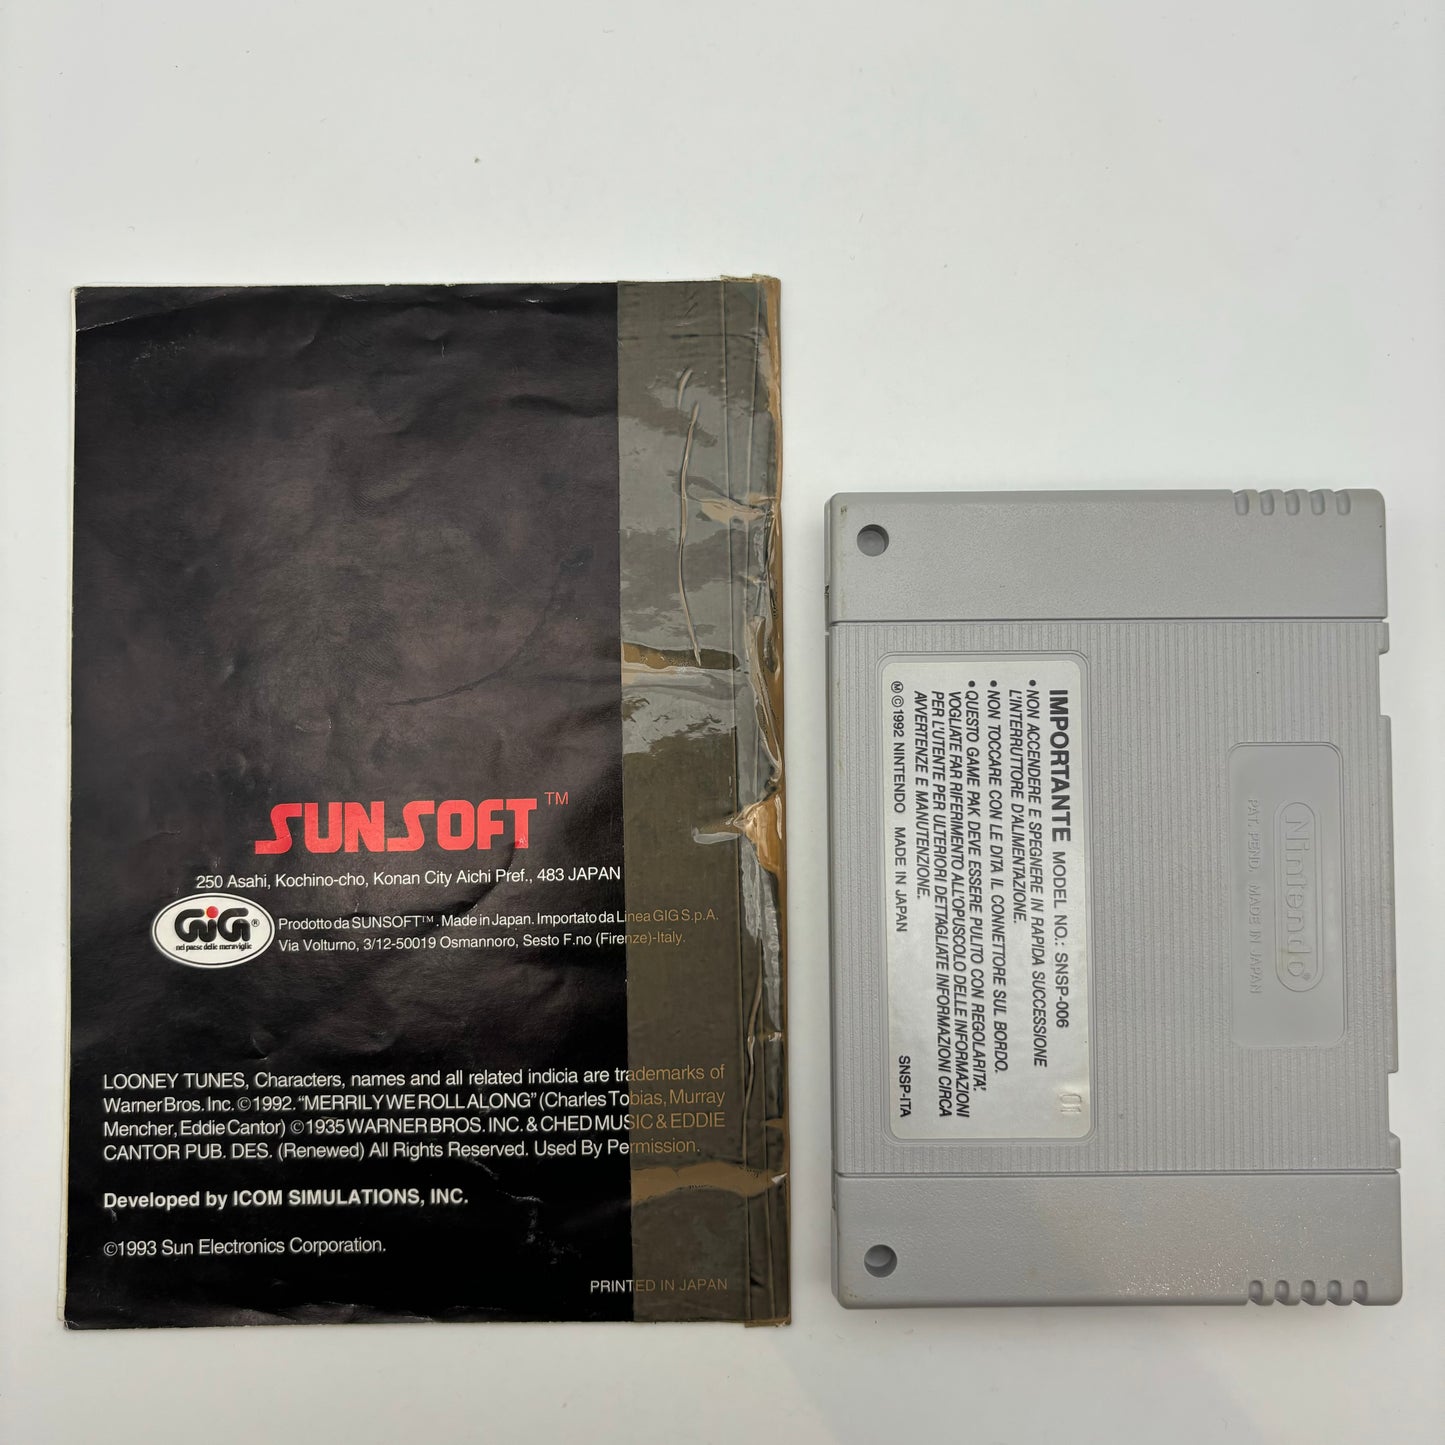 SUNSOFT™
250 Asahi, Kochino-cho, Konan City Aichi Pref., 483 JAPAN
GiG®
nel paese delle meraviglie
Prodotto da SUNSOFT™. Made in Japan. Importato da Linea GIG S.p.A.
Via Volturno, 3/12-50019 Osmannoro, Sesto F.no (Firenze)-Italy.
LOONEY TUNES, Characters, names and all related indicia are trademarks of
Warner Bros. Inc. ©1992. “MERRILY WE ROLL ALONG” (Charles Tobias, Murray
Mencher, Eddie Cantor) ©1935 WARNER BROS. INC. & CHED MUSIC & EDDIE
CANTOR PUB. DES. (Renewed) All Rights Reserved. Used By Permission.
Developed by ICOM SIMULATIONS, INC.
©1993 Sun Electronics Corporation.
PRINTED IN JAPAN
IMPORTANTE MODEL NO.: SNSP-006
• NON ACCENDERE E SPEGNERE IN RAPIDA SUCCESSIONE
L'INTERRUTTORE D'ALIMENTAZIONE.
• NON TOCCARE CON LE DITA IL CONNETTORE SUL BORDO.
• QUESTO GAME PAK DEVE ESSERE PULITO CON REGOLARITA'.
VOGLIATE FAR RIFERIMENTO ALL'OPUSCOLO DELLE INFORMAZIONI
PER L'UTENTE PER ULTERIORI DETTAGLIATE INFORMAZIONI CIRCA
AVVERTENZE E MANUTENZIONE.
Ⓜ©1992 NINTENDO MADE IN JAPAN
SNSP-ITA
01
Nintendo®
PAT. PEND. MADE IN JAPAN